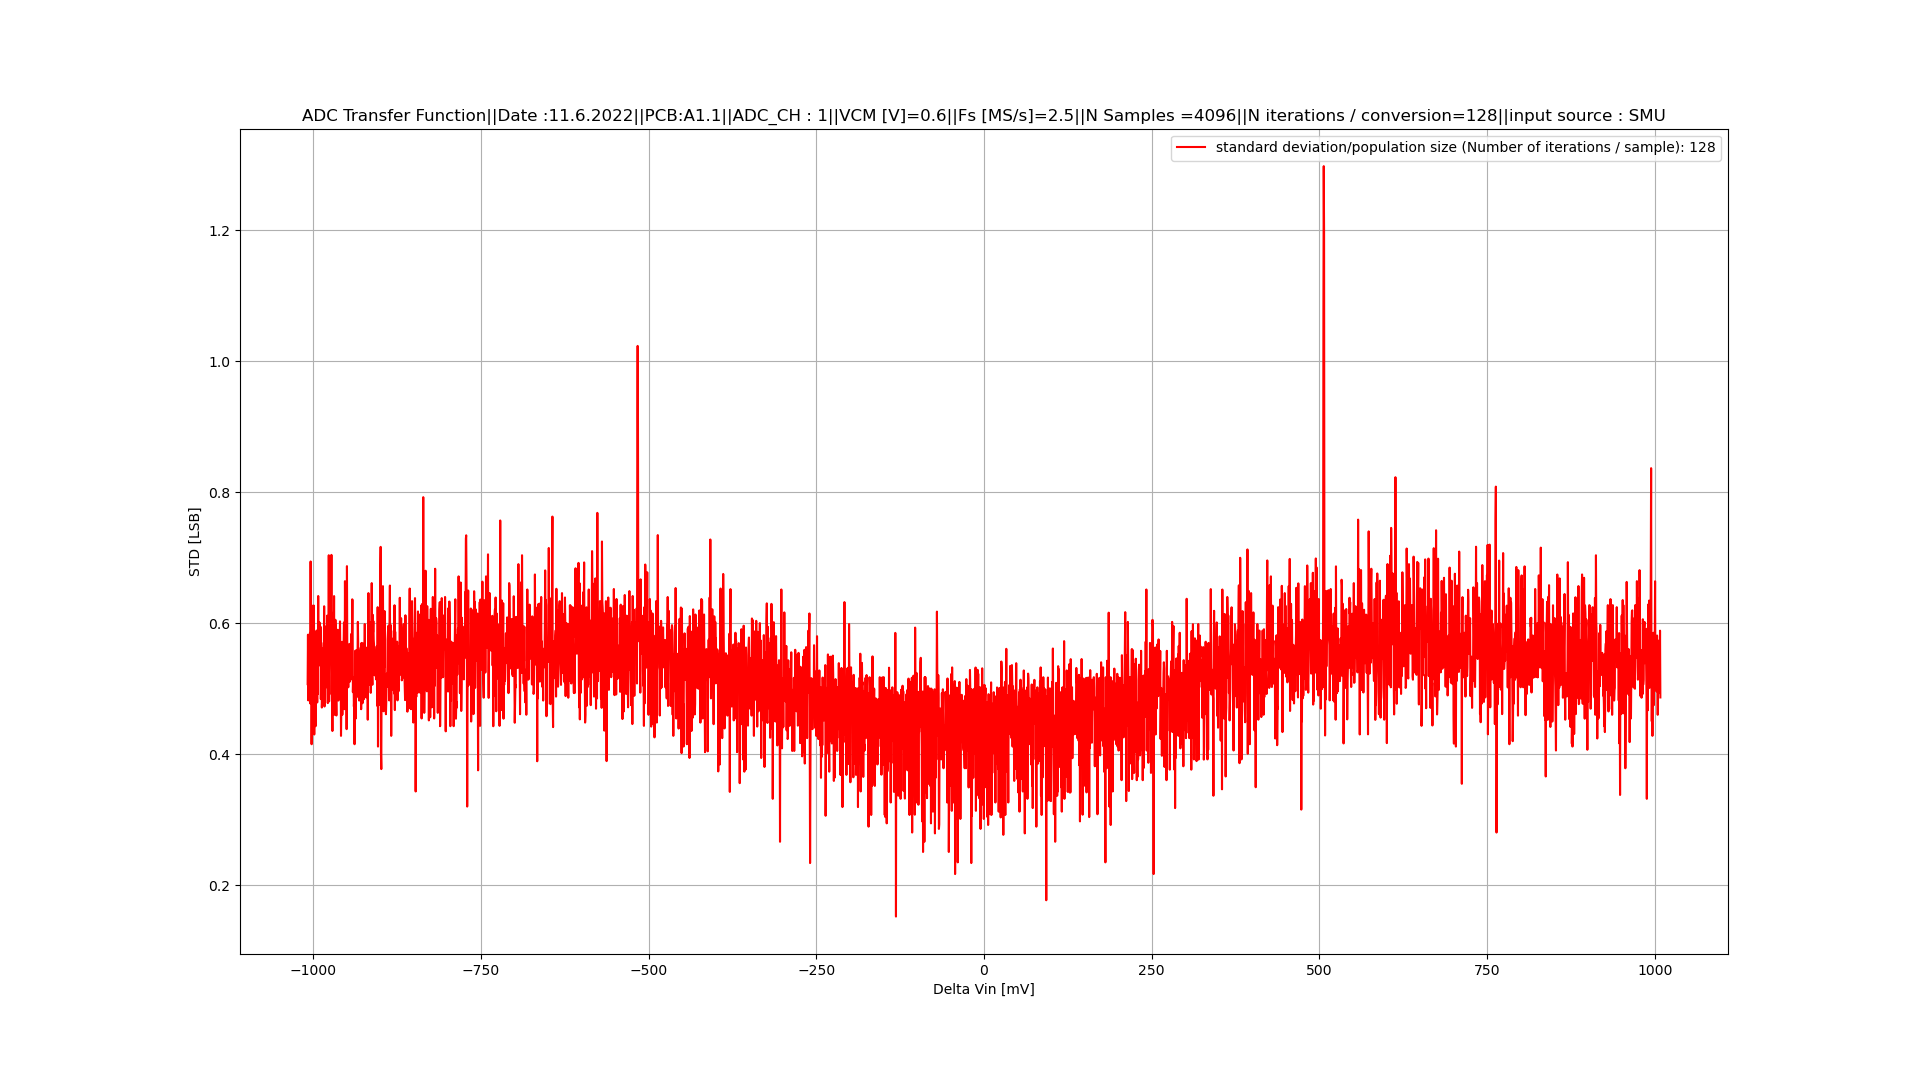 ADC Transfer Function||Date :11.6.2022||PCB:A1.1||ADC_CH : 1||VCM [V]=0.6||Fs [MS/s]=2.5||N Samples =4096||N iterations / conversion=128||input source : SMU
standard deviation/population size (Number of iterations / sample): 128
STD [LSB]
1.2
1.0
0.8
0.6
0.4
0.2
−1000 −750 −500 −250 0 250 500 750 1000
Delta Vin [mV]